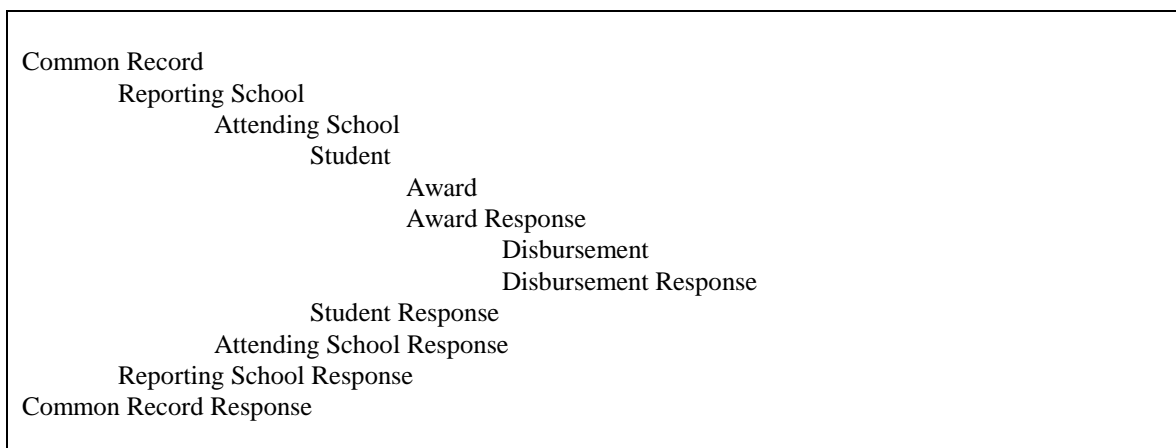 Common Record
Reporting School
Attending School
Student
Award
Award Response
Disbursement
Disbursement Response
Student Response
Attending School Response
Reporting School Response
Common Record Response